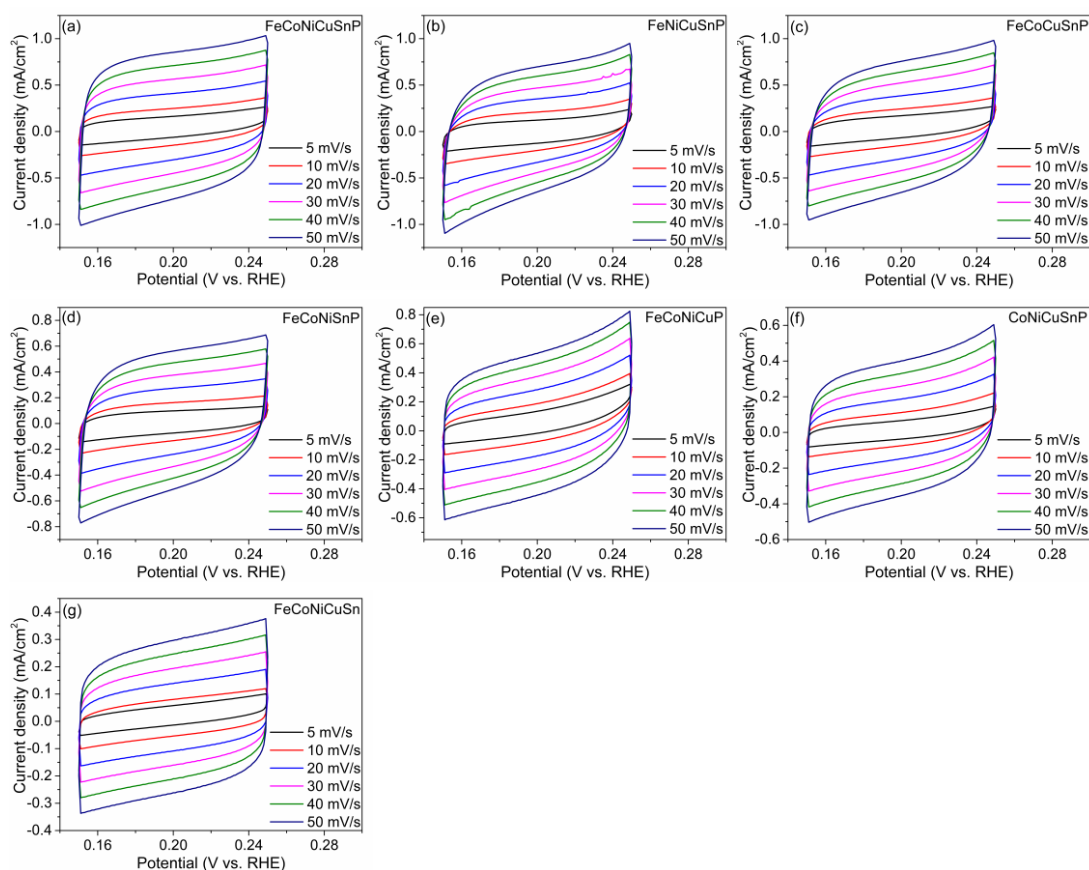 (a) FeCoNiCuSnP
Current density (mA/cm²)
1.0
0.5
0.0
-0.5
-1.0
5 mV/s
10 mV/s
20 mV/s
30 mV/s
40 mV/s
50 mV/s
0.16 0.20 0.24 0.28
Potential (V vs. RHE)
(b) FeNiCuSnP
Current density (mA/cm²)
1.0
0.5
0.0
-0.5
-1.0
5 mV/s
10 mV/s
20 mV/s
30 mV/s
40 mV/s
50 mV/s
0.16 0.20 0.24 0.28
Potential (V vs. RHE)
(c) FeCoCuSnP
Current density (mA/cm²)
1.0
0.5
0.0
-0.5
-1.0
5 mV/s
10 mV/s
20 mV/s
30 mV/s
40 mV/s
50 mV/s
0.16 0.20 0.24 0.28
Potential (V vs. RHE)
(d) FeCoNiSnP
Current density (mA/cm²)
0.8
0.6
0.4
0.2
0.0
-0.2
-0.4
-0.6
-0.8
5 mV/s
10 mV/s
20 mV/s
30 mV/s
40 mV/s
50 mV/s
0.16 0.20 0.24 0.28
Potential (V vs. RHE)
(e) FeCoNiCuP
Current density (mA/cm²)
0.8
0.6
0.4
0.2
0.0
-0.2
-0.4
-0.6
5 mV/s
10 mV/s
20 mV/s
30 mV/s
40 mV/s
50 mV/s
0.16 0.20 0.24 0.28
Potential (V vs. RHE)
(f) CoNiCuSnP
Current density (mA/cm²)
0.6
0.4
0.2
0.0
-0.2
-0.4
-0.6
5 mV/s
10 mV/s
20 mV/s
30 mV/s
40 mV/s
50 mV/s
0.16 0.20 0.24 0.28
Potential (V vs. RHE)
(g) FeCoNiCuSn
Current density (mA/cm²)
0.4
0.3
0.2
0.1
0.0
-0.1
-0.2
-0.3
-0.4
5 mV/s
10 mV/s
20 mV/s
30 mV/s
40 mV/s
50 mV/s
0.16 0.20 0.24 0.28
Potential (V vs. RHE)